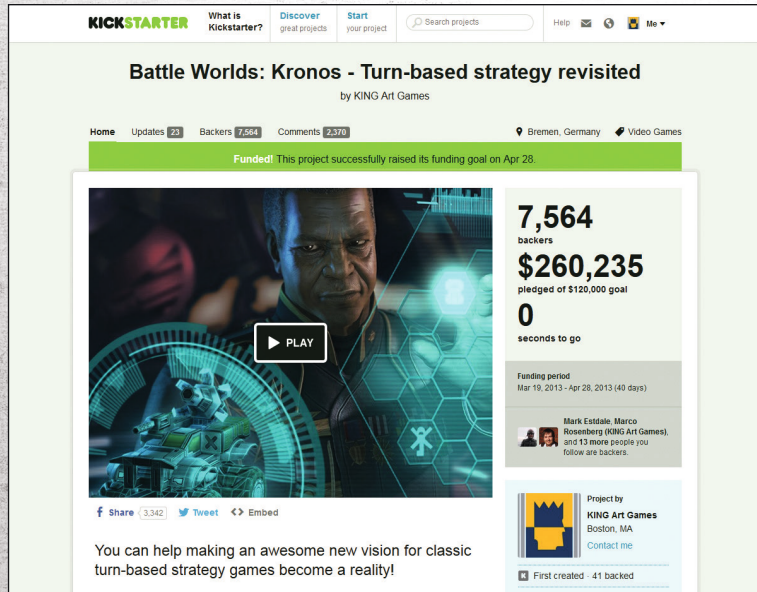 KICKSTARTER
What is
Kickstarter?
Discover
great projects
Start
your project
Search projects
Help
Me
Battle Worlds: Kronos - Turn-based strategy revisited
by KING Art Games
Home Updates 23 Backers 7,564 Comments 2,370
Bremen, Germany Video Games
Funded! This project successfully raised its funding goal on Apr 28.
PLAY
7,564
backers
$260,235
pledged of $120,000 goal
0
seconds to go
Funding period
Mar 19, 2013 - Apr 28, 2013 (40 days)
Mark Estdale, Marco
Rosenberg (KING Art Games),
and 13 more people you
follow are backers.
Share 3,342 Tweet Embed
You can help making an awesome new vision for classic
turn-based strategy games become a reality!
Project by
KING Art Games
Boston, MA
Contact me
K First created - 41 backed